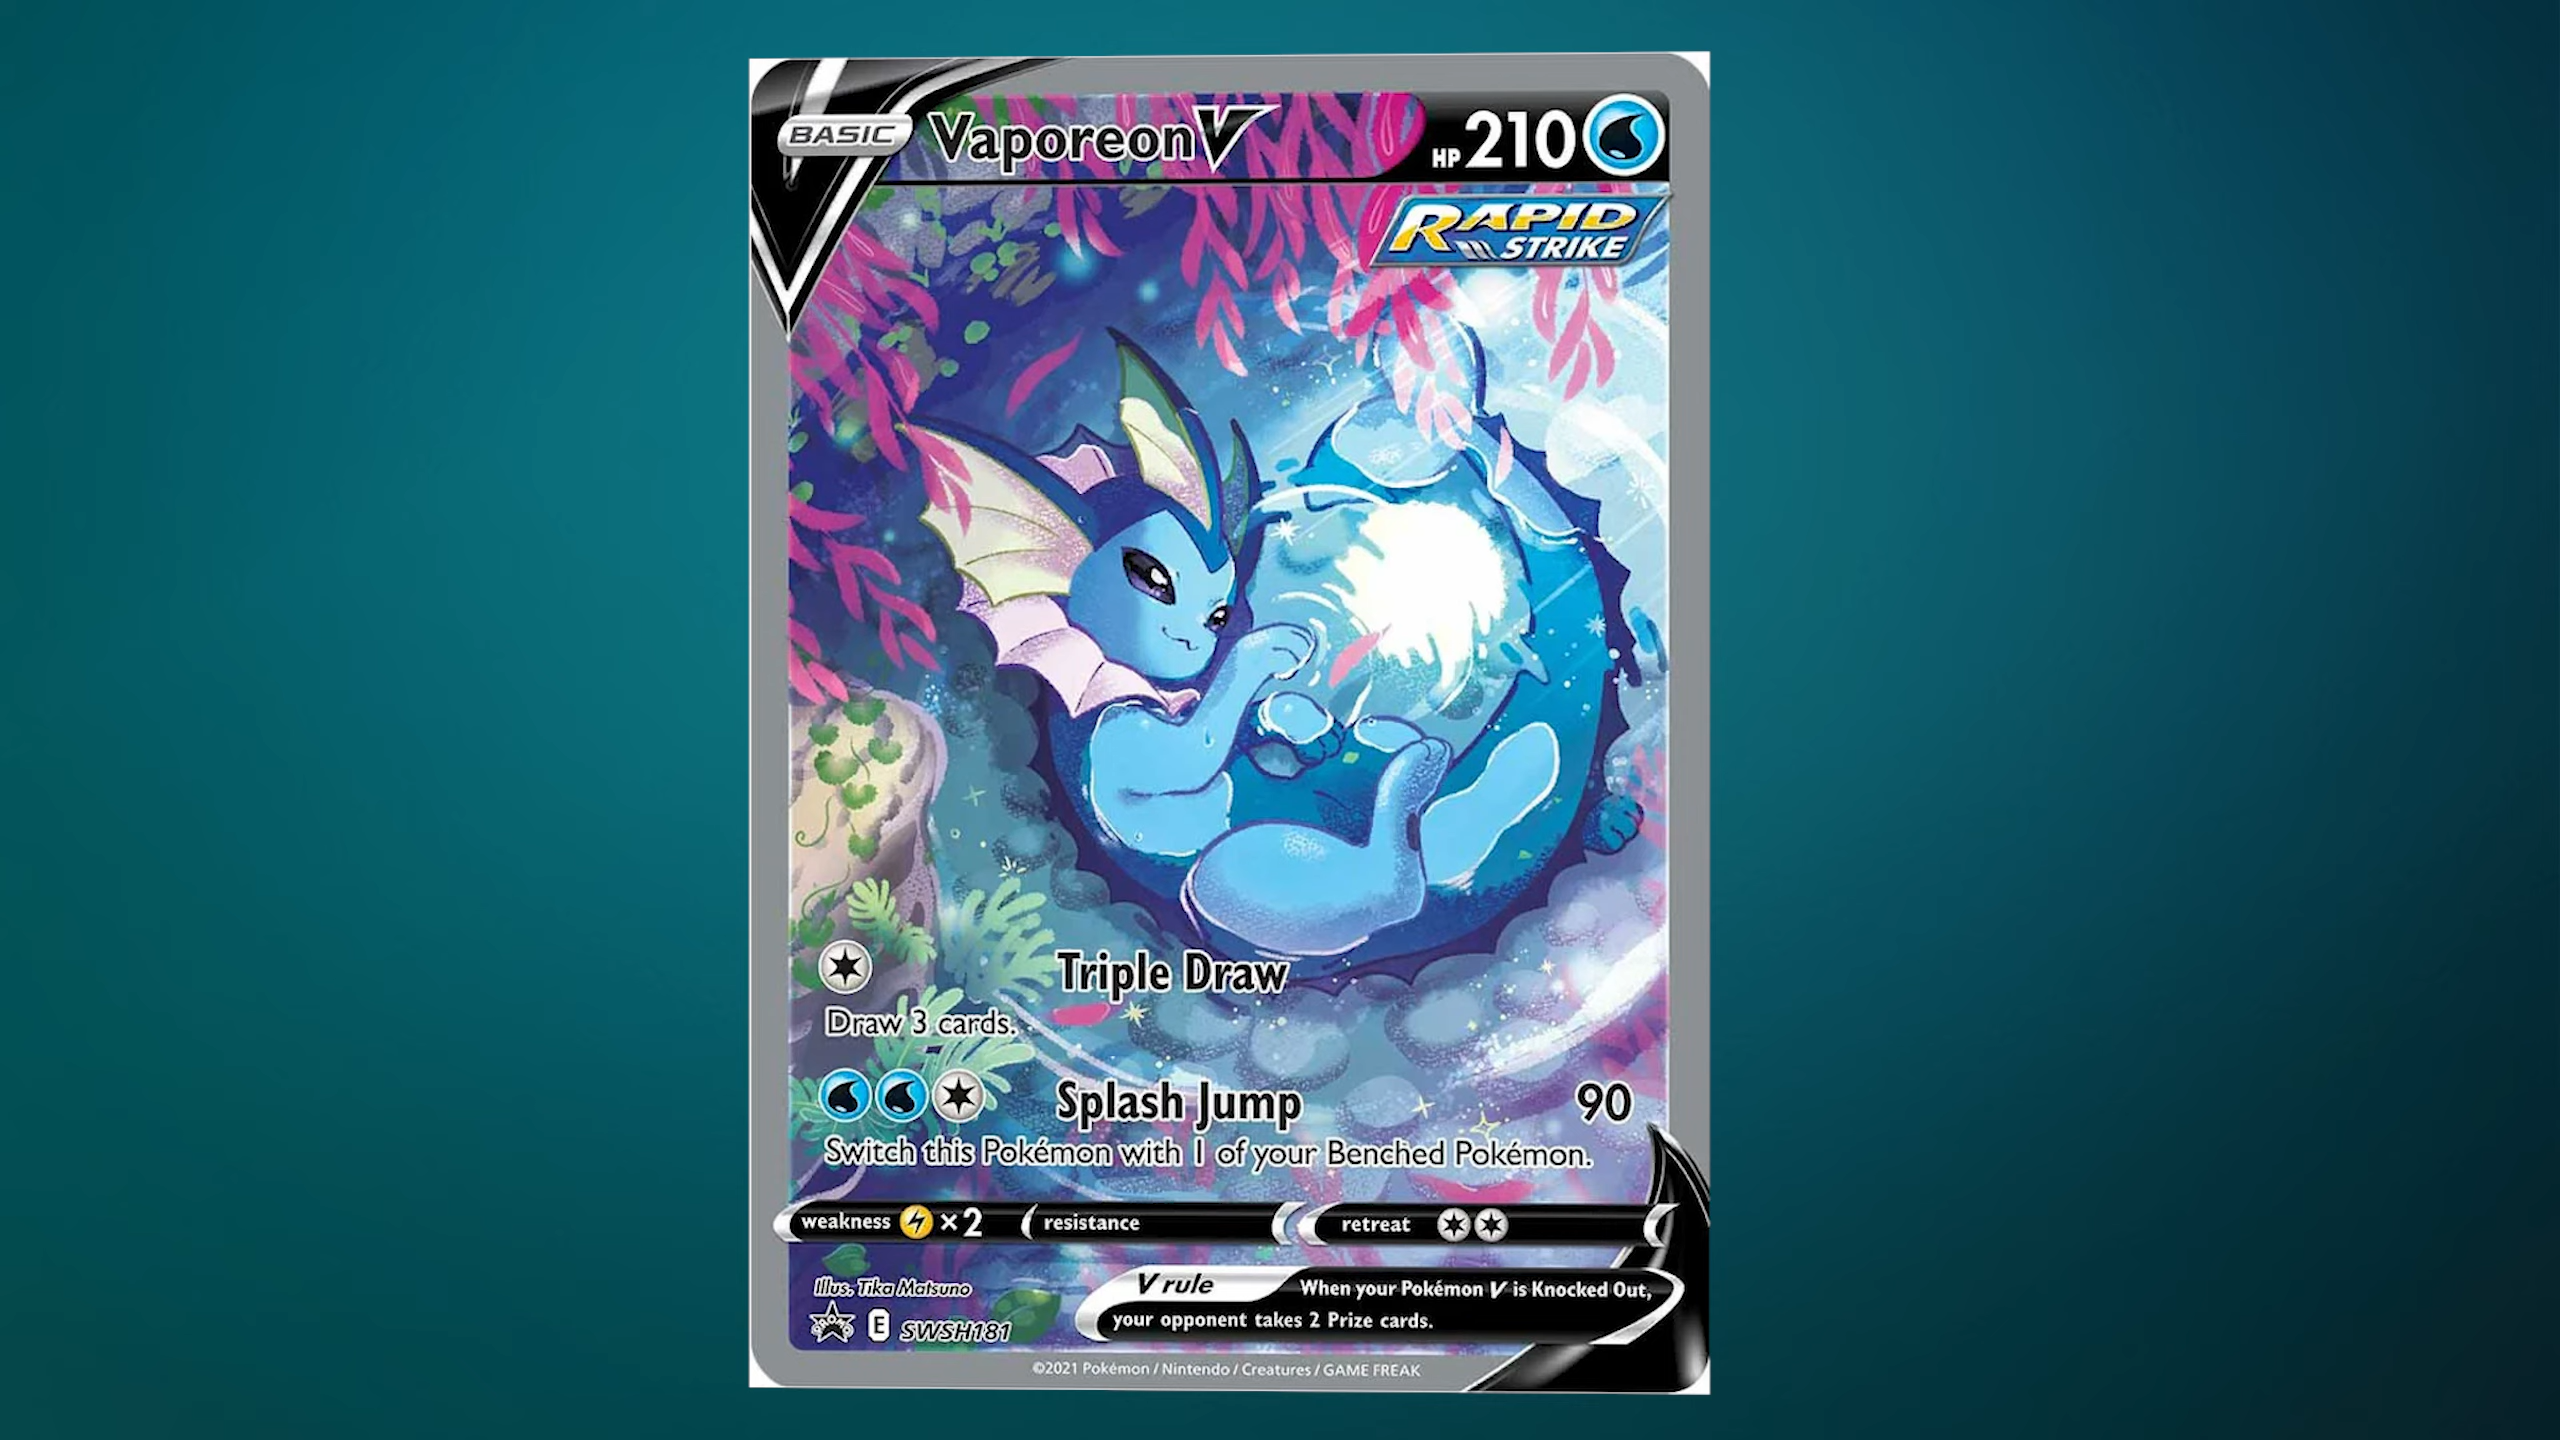 BASIC Vaporeon V HP 210
RAPID
STRIKE
Triple Draw
Draw 3 cards.
Splash Jump 90
Switch this Pokémon with 1 of your Benched Pokémon.
weakness ×2 resistance retreat
Illus. Tika Matsuno
V rule When your Pokémon V is Knocked Out,
your opponent takes 2 Prize cards.
PROMO E SWSH181
©2021 Pokémon / Nintendo / Creatures / GAME FREAK